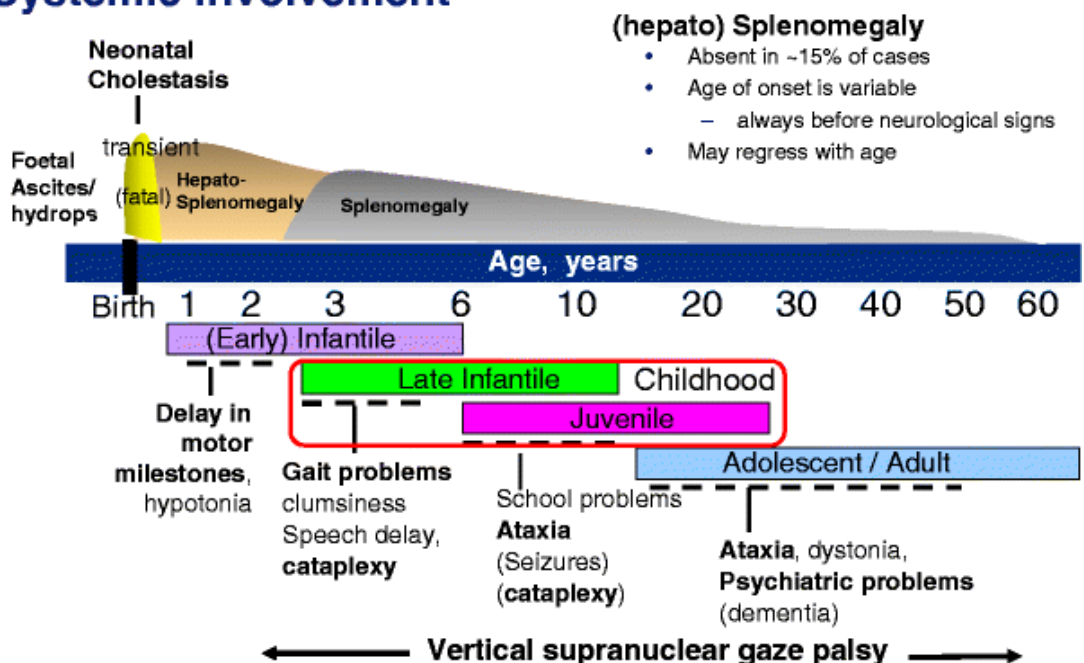 Systemic Involvement
(hepato) Splenomegaly
• Absent in ~15% of cases
• Age of onset is variable
– always before neurological signs
• May regress with age
Neonatal
Cholestasis
transient
(fatal)
Foetal
Ascites/
hydrops
Hepato-
Splenomegaly
Splenomegaly
Age, years
Birth 1 2 3 6 10 20 30 40 50 60
(Early) Infantile
Late Infantile
Childhood
Juvenile
Adolescent / Adult
Delay in
motor
milestones,
hypotonia
Gait problems
clumsiness
Speech delay,
cataplexy
School problems
Ataxia
(Seizures)
(cataplexy)
Ataxia, dystonia,
Psychiatric problems
(dementia)
Vertical supranuclear gaze palsy